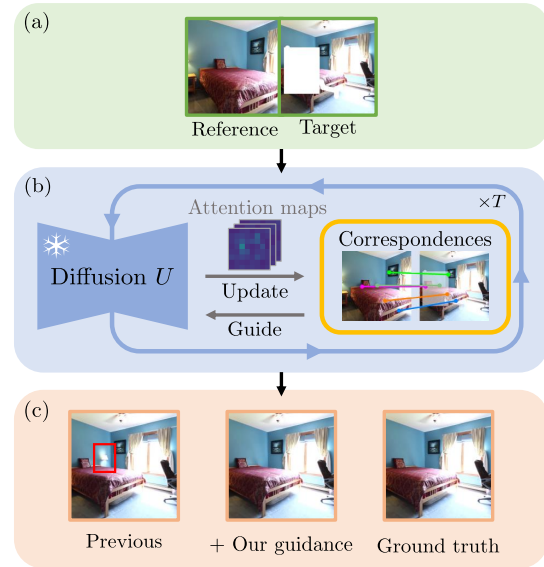 (a)
Reference Target
(b)
×T
Attention maps
Correspondences
Diffusion U
Update
Guide
(c)
Previous
+ Our guidance
Ground truth